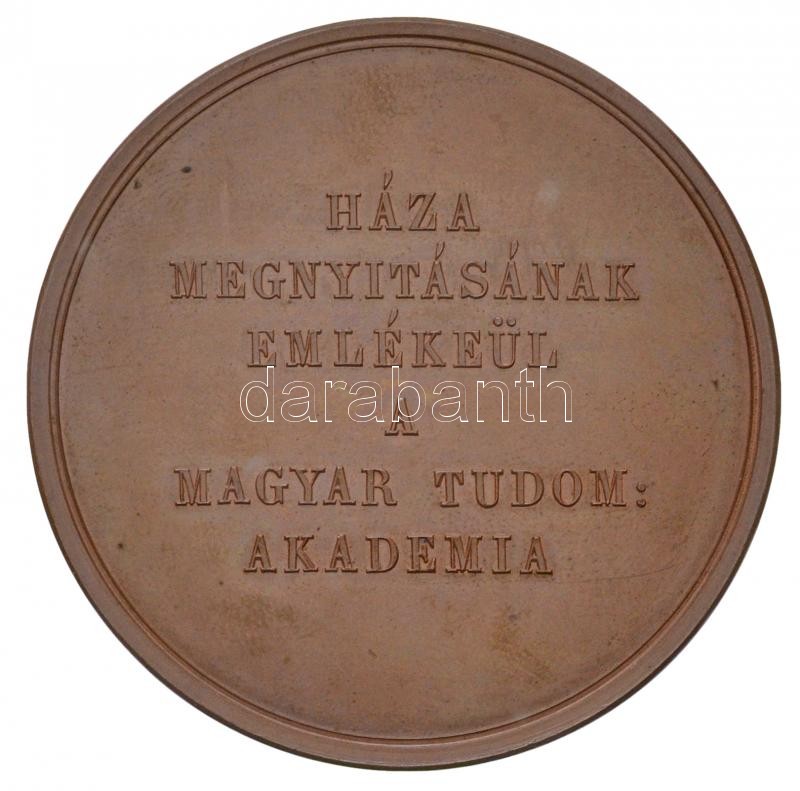 HÁZA
MEGNYITÁSÁNAK
EMLÉKEÜL
darabanth
A
MAGYAR TUDOM:
AKADEMIA